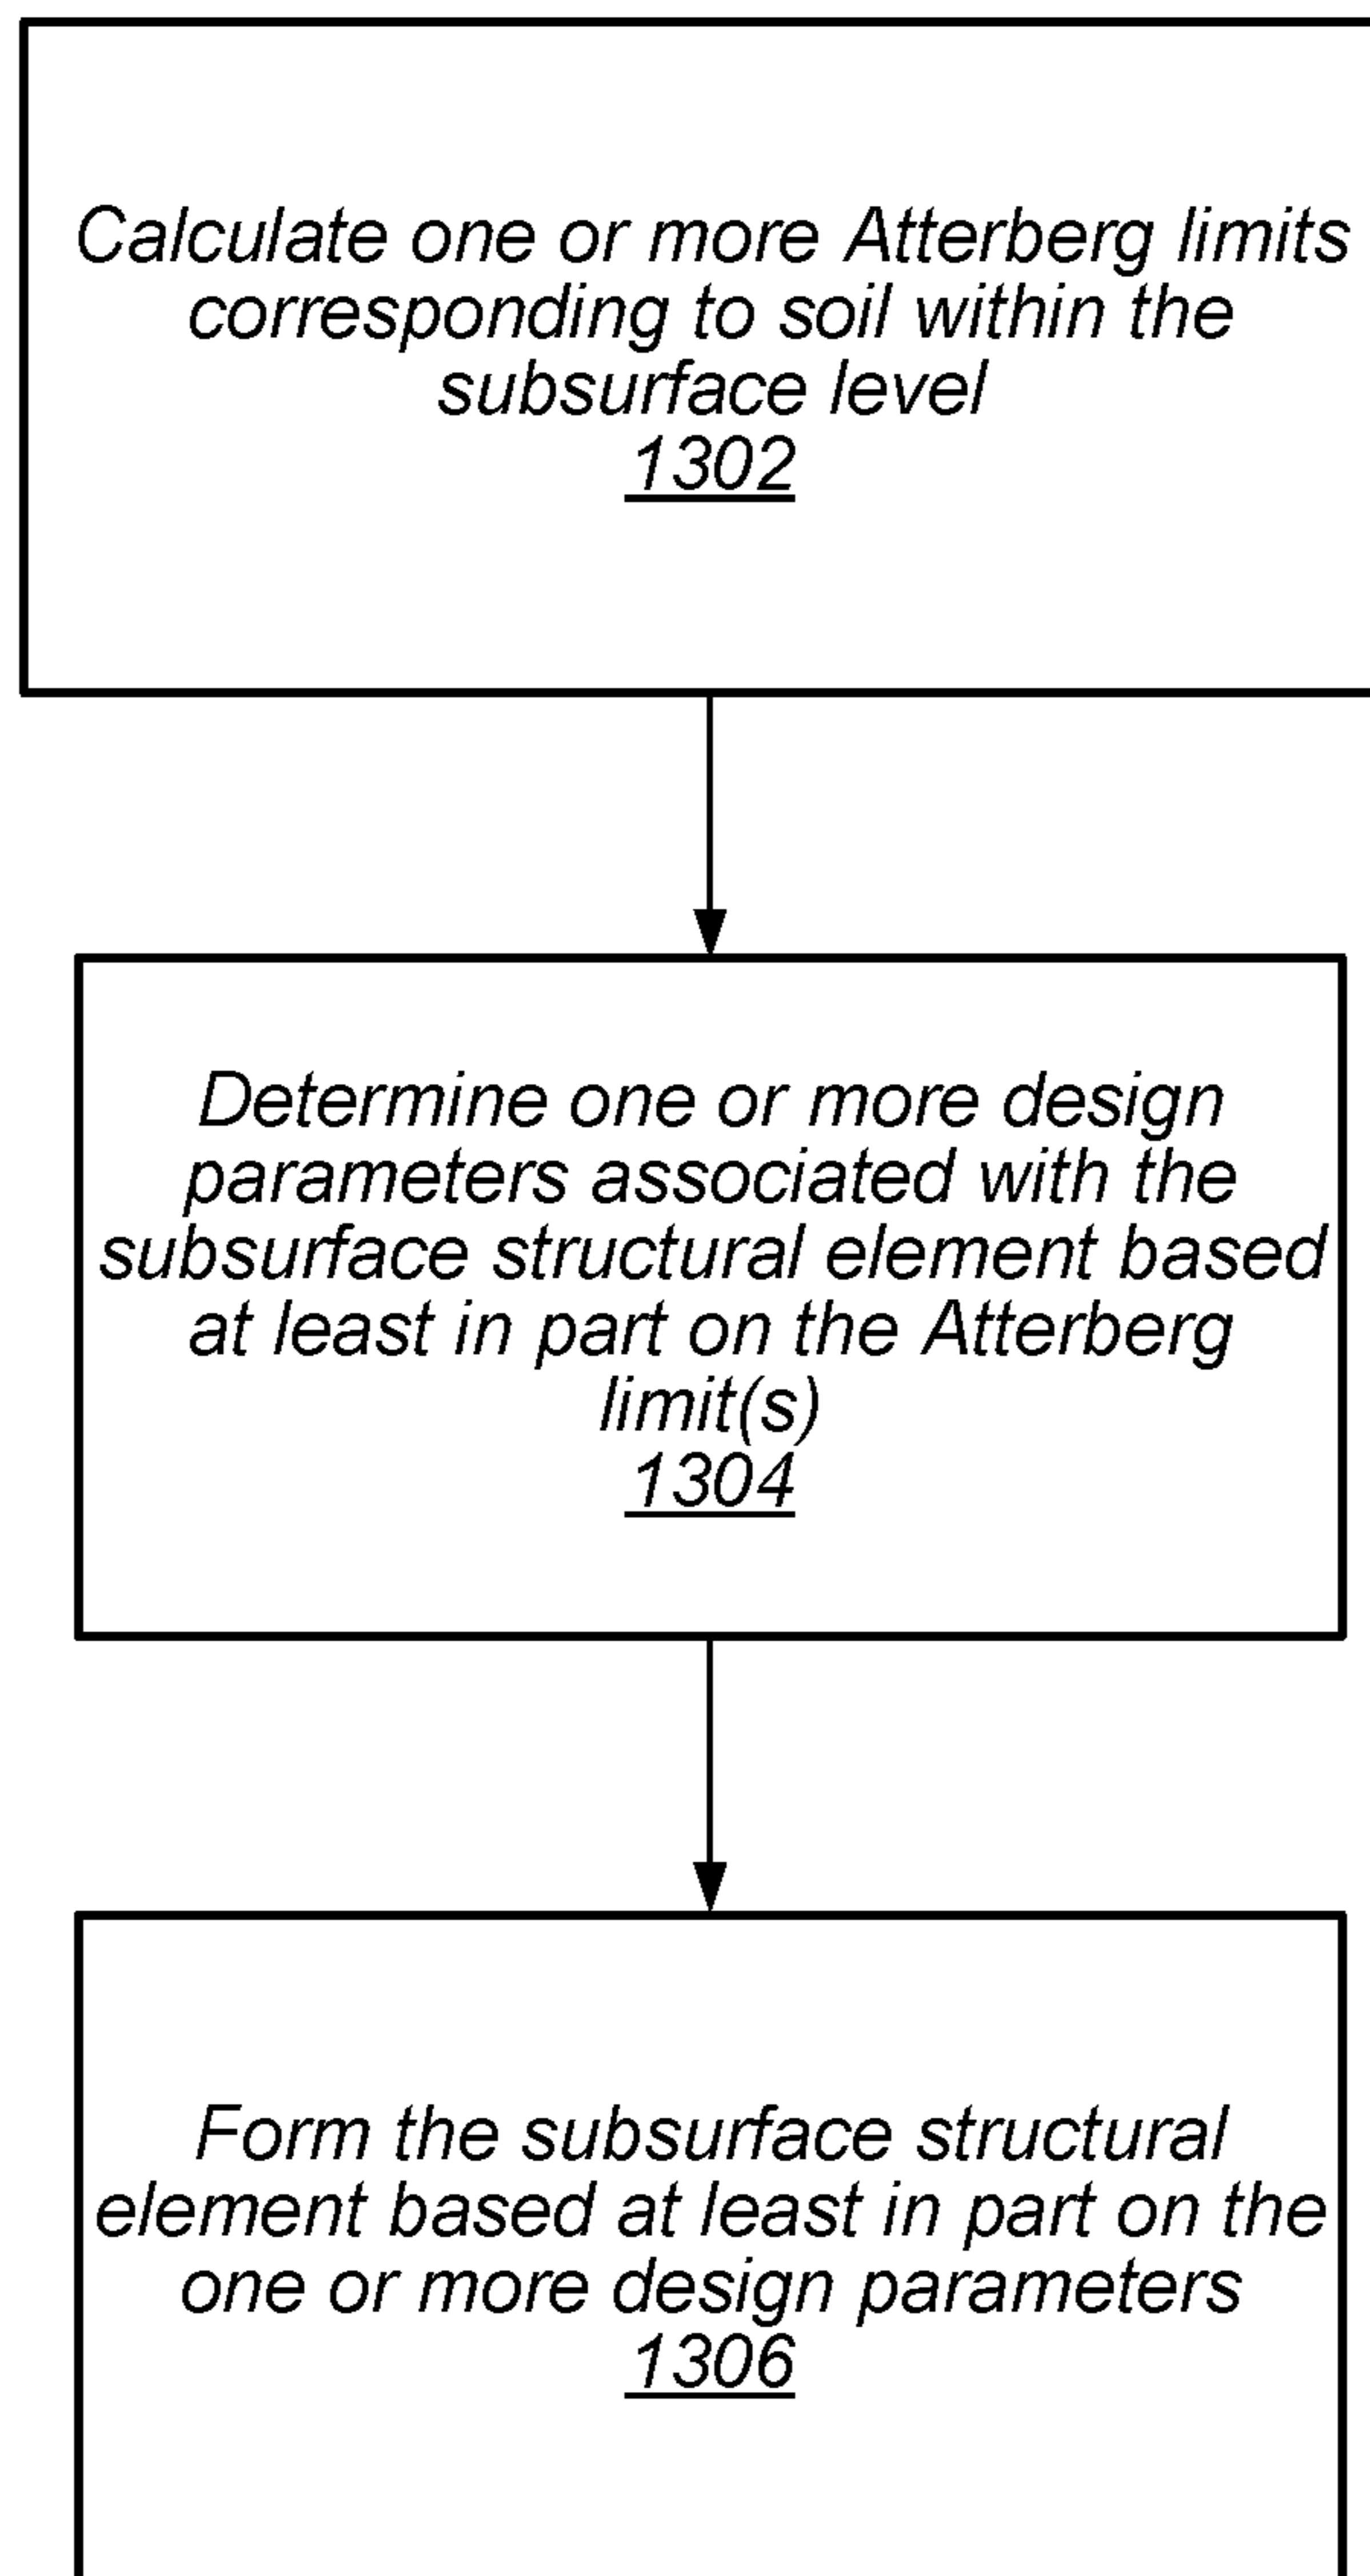 Calculate one or more Atterberg limits
corresponding to soil within the
subsurface level
1302
Determine one or more design
parameters associated with the
subsurface structural element based
at least in part on the Atterberg
limit(s)
1304
Form the subsurface structural
element based at least in part on the
one or more design parameters
1306